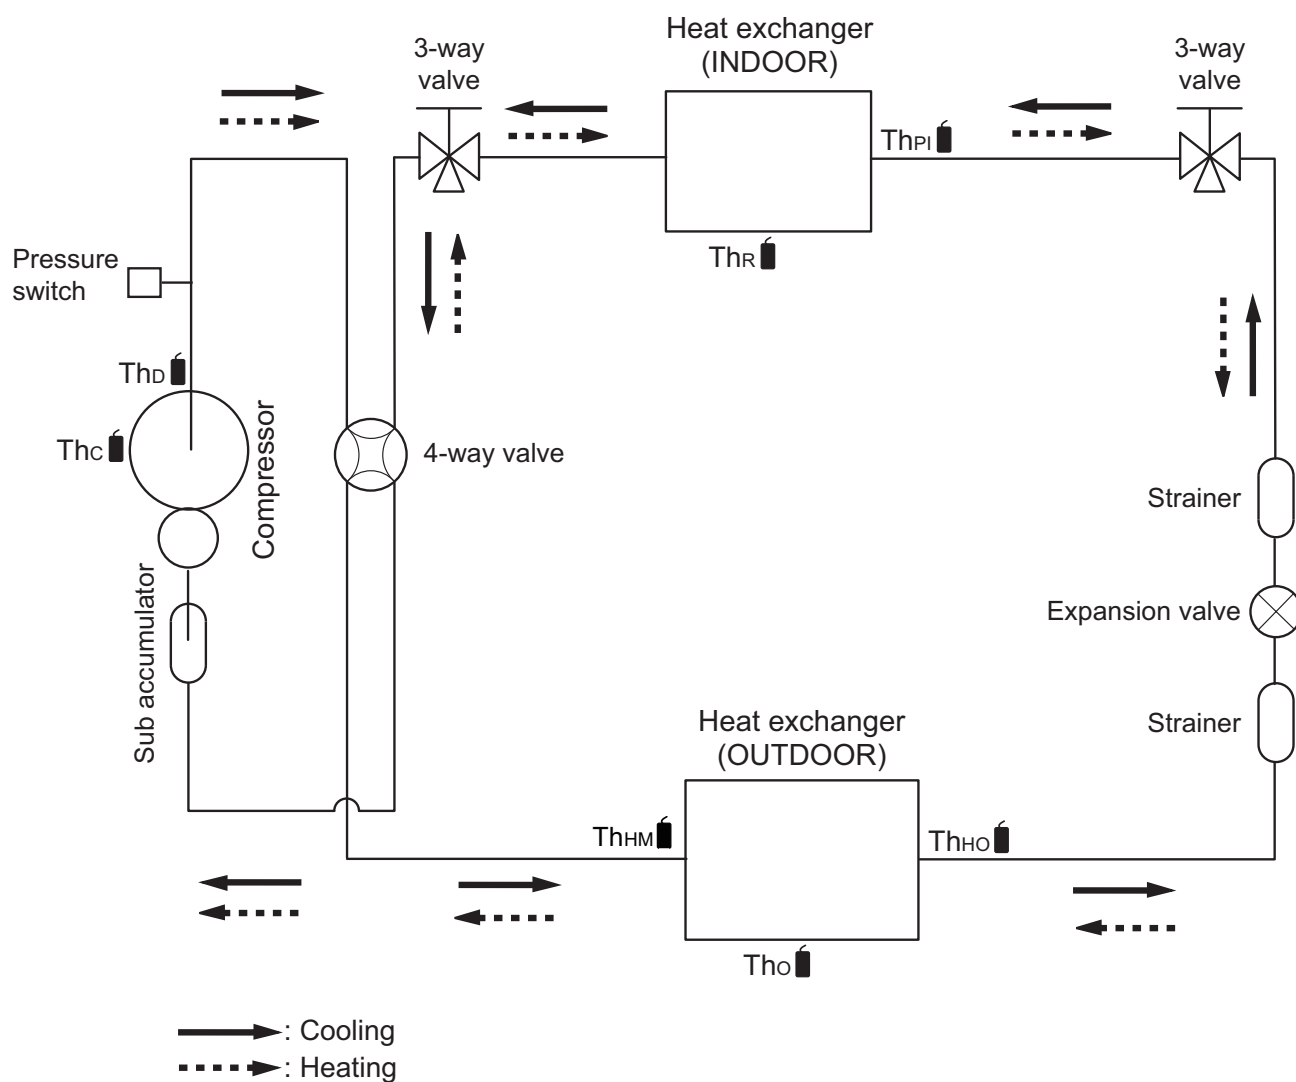 3-way
valve
Heat exchanger
(INDOOR)
3-way
valve
ThPI
ThR
Pressure
switch
ThD
ThC
Compressor
4-way valve
Strainer
Expansion valve
Sub accumulator
Strainer
Heat exchanger
(OUTDOOR)
ThHM
ThHO
ThO
: Cooling
: Heating